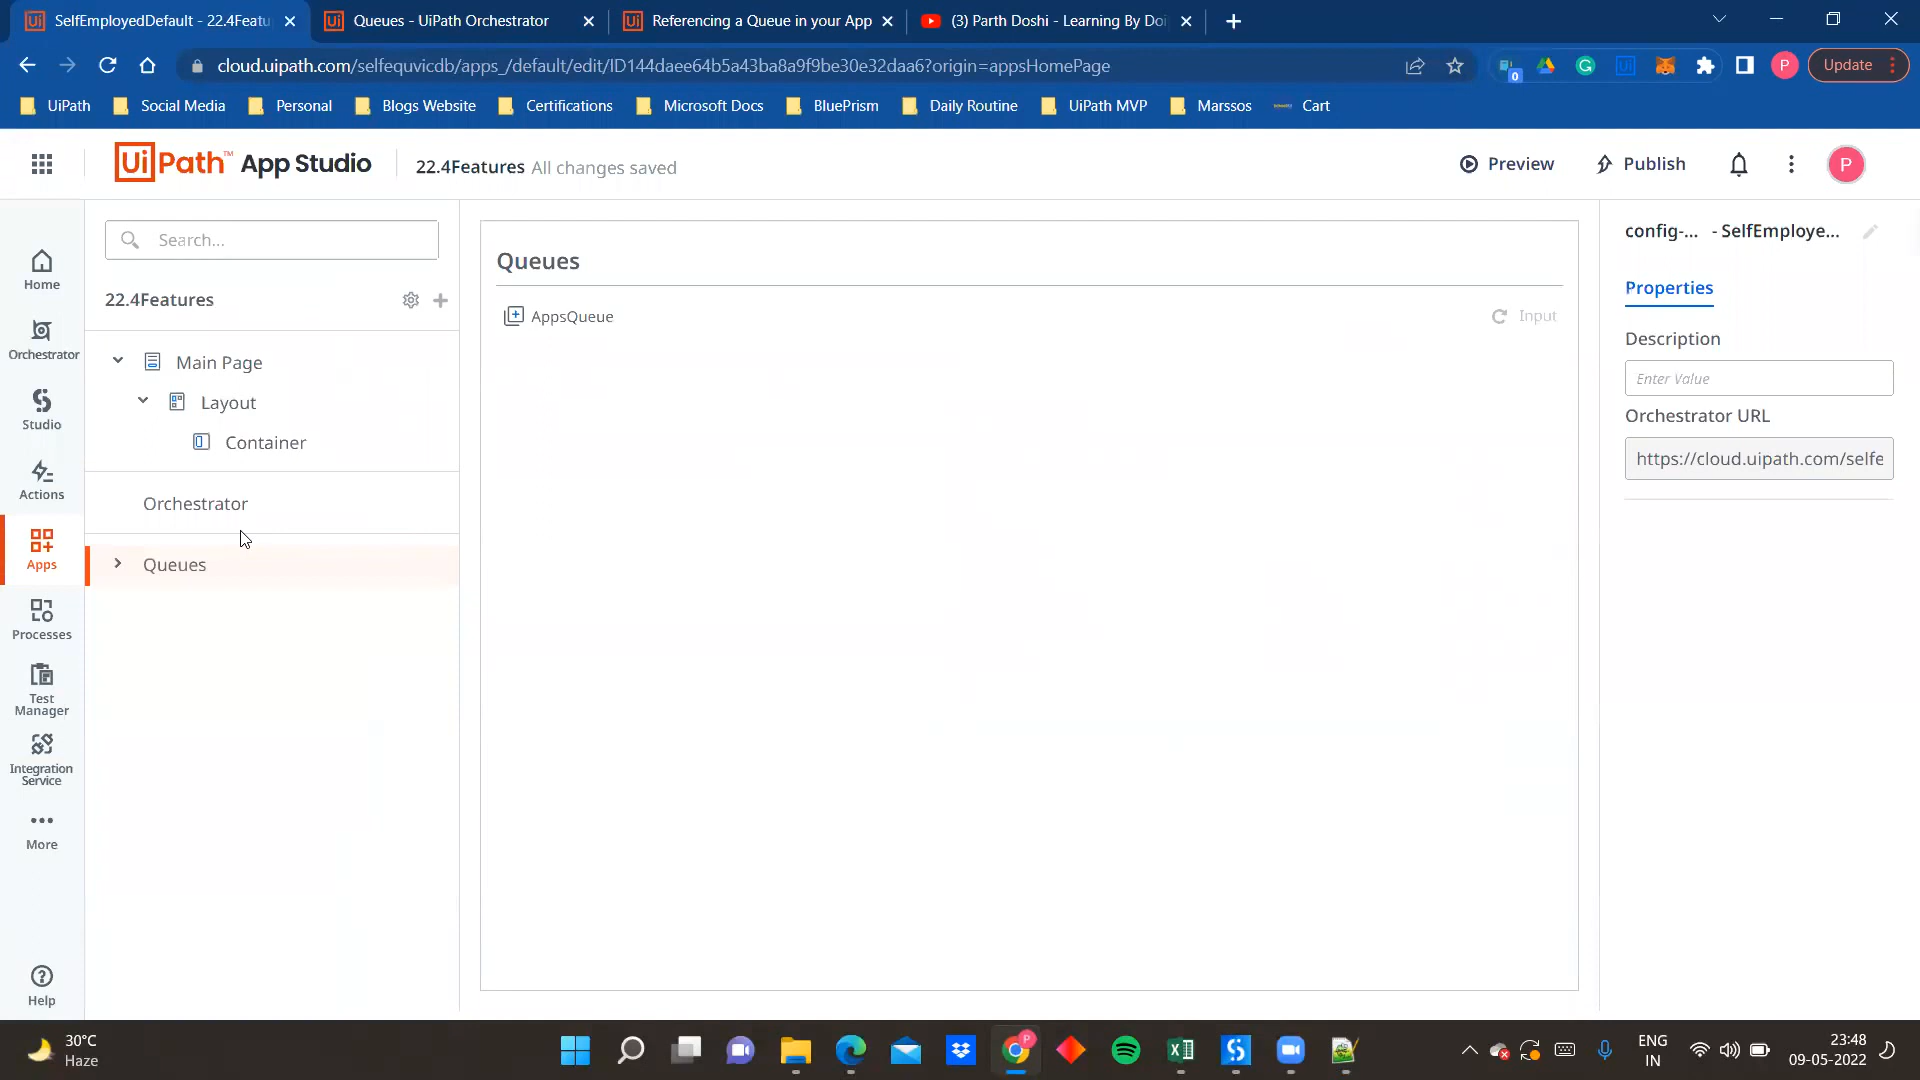 SelfEmployedDefault - 22.4Featu
Queues - UiPath Orchestrator
Referencing a Queue in your App
(3) Parth Doshi - Learning By Doi
cloud.uipath.com/selfequvicdb/apps_/default/edit/ID144daee64b5a43ba8a9f9be30e32daa6?origin=appsHomePage
0
P
Update
UiPath
Social Media
Personal
Blogs Website
Certifications
Microsoft Docs
BluePrism
Daily Routine
UiPath MVP
Marssos
Cart
UiPath App Studio
22.4Features All changes saved
Preview
Publish
P
Home
Orchestrator
Studio
Actions
Apps
Processes
Test
Manager
Integration
Service
More
Help
Search...
22.4Features
Main Page
Layout
Container
Orchestrator
Queues
Queues
AppsQueue
Input
config-... - SelfEmploye...
Properties
Description
Enter Value
Orchestrator URL
https://cloud.uipath.com/selfe
30°C
Haze
P
ENG
IN
23:48
09-05-2022